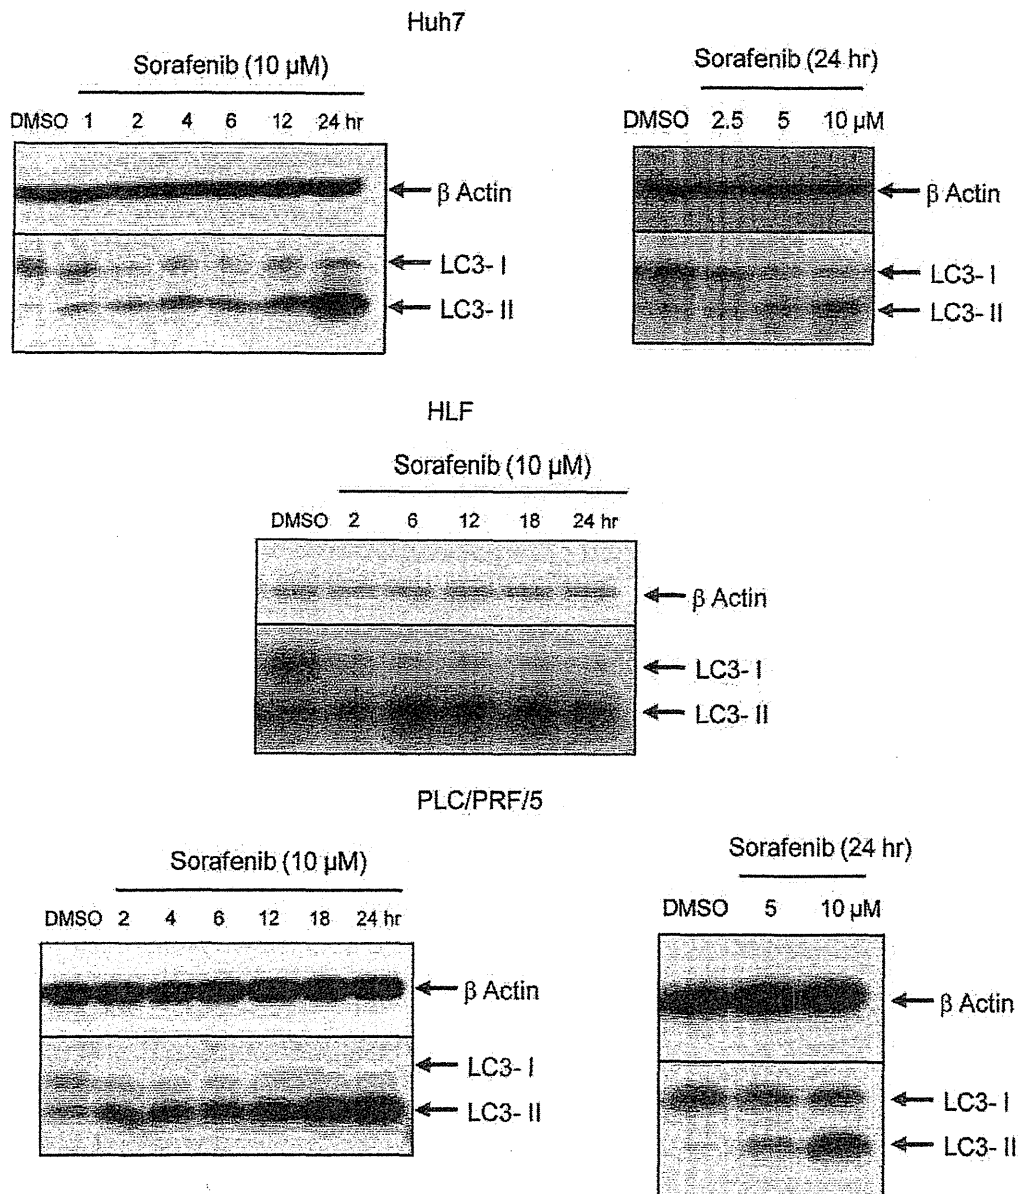 Huh7
Sorafenib (10 µM)
DMSO 1 2 4 6 12 24 hr
β Actin
LC3- I
LC3- II
Sorafenib (24 hr)
DMSO 2.5 5 10 µM
β Actin
LC3- I
LC3- II
HLF
Sorafenib (10 µM)
DMSO 2 6 12 18 24 hr
β Actin
LC3- I
LC3- II
PLC/PRF/5
Sorafenib (10 µM)
DMSO 2 4 6 12 18 24 hr
β Actin
LC3- I
LC3- II
Sorafenib (24 hr)
DMSO 5 10 µM
β Actin
LC3- I
LC3- II